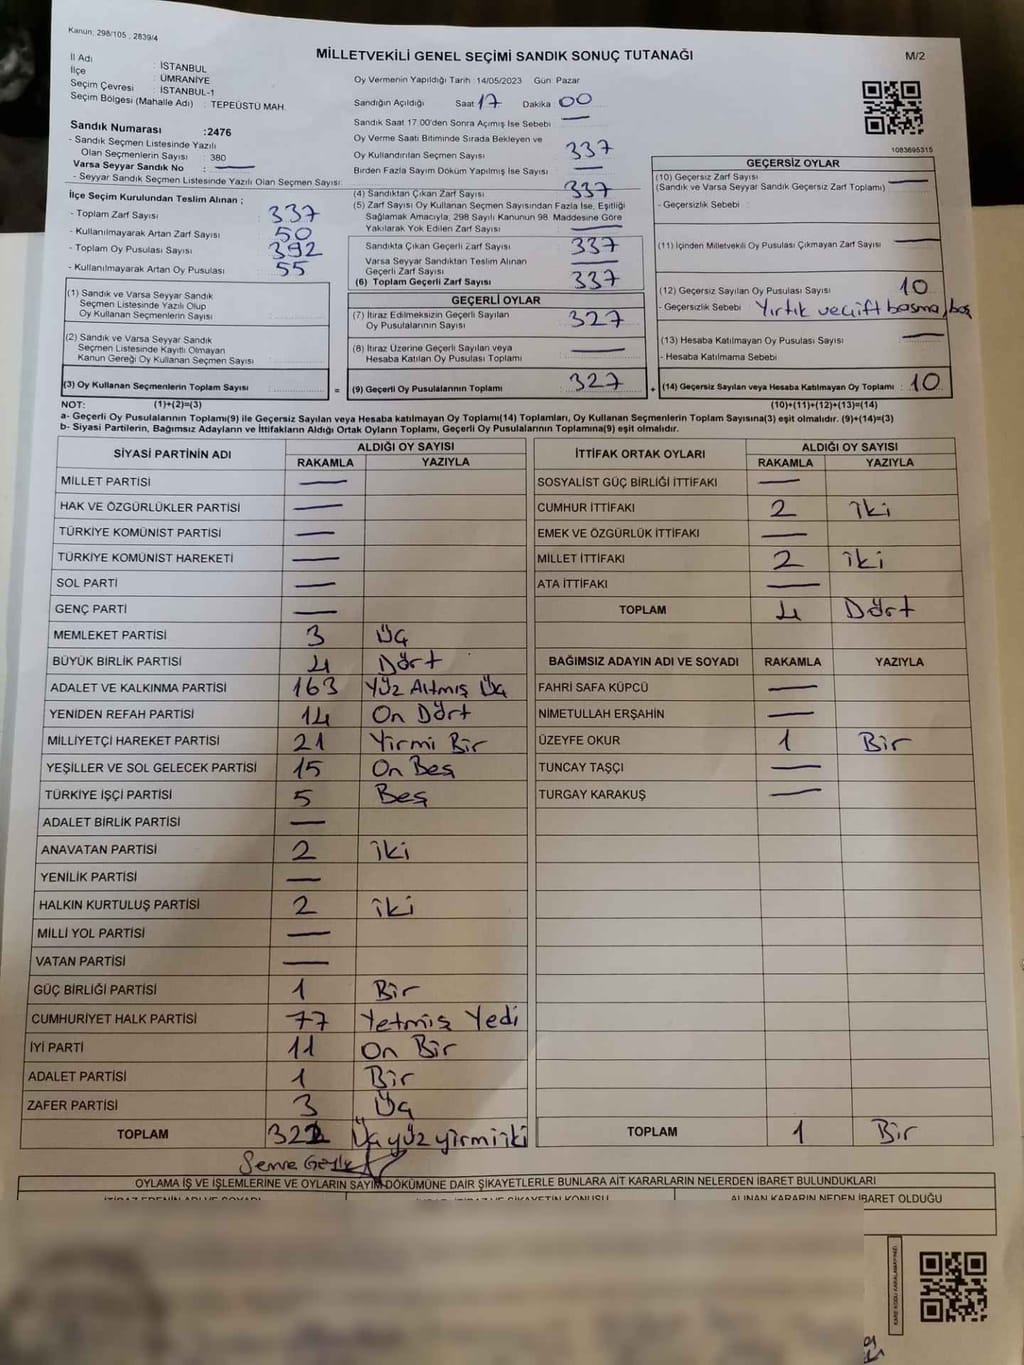 Kanun; 298/105 , 2839/4
MİLLETVEKİLİ GENEL SEÇİMİ SANDIK SONUÇ TUTANAĞI
M/2
İl Adı : İSTANBUL
İlçe : ÜMRANİYE
Seçim Çevresi : İSTANBUL-1
Seçim Bölgesi (Mahalle Adı) : TEPEÜSTÜ MAH.
Sandık Numarası :2476
- Sandık Seçmen Listesinde Yazılı
Olan Seçmenlerin Sayısı : 380
Varsa Seyyar Sandık No : —
- Seyyar Sandık Seçmen Listesinde Yazılı Olan Seçmen Sayısı:
İlçe Seçim Kurulundan Teslim Alınan ;
- Toplam Zarf Sayısı : 337
- Kullanılmayarak Artan Zarf Sayısı : 50
- Toplam Oy Pusulası Sayısı : 392
- Kullanılmayarak Artan Oy Pusulası : 55
Oy Vermenin Yapıldığı Tarih : 14/05/2023 Gün: Pazar
Sandığın Açıldığı Saat 17 Dakika 00
Sandık Saat 17.00'den Sonra Açımış İse Sebebi : —
Oy Verme Saati Bitiminde Sırada Bekleyen ve
Oy Kullandırılan Seçmen Sayısı : 337
Birden Fazla Sayım Döküm Yapılmış İse Sayısı : —
(4) Sandıktan Çıkan Zarf Sayısı : 337
(5) Zarf Sayısı Oy Kullanan Seçmen Sayısından Fazla İse, Eşitliği
Sağlamak Amacıyla, 298 Sayılı Kanunun 98. Maddesine Göre
Yakılarak Yok Edilen Zarf Sayısı : —
Sandıkta Çıkan Geçerli Zarf Sayısı : 337
Varsa Seyyar Sandıktan Teslim Alınan
Geçerli Zarf Sayısı : —
(6) Toplam Geçerli Zarf Sayısı : 337
1083695315
GEÇERSİZ OYLAR
(10) Geçersiz Zarf Sayısı
(Sandık ve Varsa Seyyar Sandık Geçersiz Zarf Toplamı) : —
- Geçersizlik Sebebi :
(11) İçinden Milletvekili Oy Pusulası Çıkmayan Zarf Sayısı : —
(12) Geçersiz Sayılan Oy Pusulası Sayısı : 10
- Geçersizlik Sebebi : Yırtık ve çift basma, boş
(13) Hesaba Katılmayan Oy Pusulası Sayısı : —
- Hesaba Katılmama Sebebi :
(14) Geçersiz Sayılan veya Hesaba Katılmayan Oy Toplamı : 10
(1) Sandık ve Varsa Seyyar Sandık
Seçmen Listesinde Yazılı Olup
Oy Kullanan Seçmenlerin Sayısı :
(2) Sandık ve Varsa Seyyar Sandık
Seçmen Listesinde Kayıtlı Olmayan
Kanun Gereği Oy Kullanan Seçmen Sayısı :
(3) Oy Kullanan Seçmenlerin Toplam Sayısı : =
GEÇERLİ OYLAR
(7) İtiraz Edilmeksizin Geçerli Sayılan
Oy Pusulalarının Sayısı : 327
(8) İtiraz Üzerine Geçerli Sayılan veya
Hesaba Katılan Oy Pusulası Toplamı : —
(9) Geçerli Oy Pusulalarının Toplamı : 327 +
NOT: (1)+(2)=(3) (10)+(11)+(12)+(13)=(14)
a- Geçerli Oy Pusulalarının Toplamı(9) ile Geçersiz Sayılan veya Hesaba katılmayan Oy Toplamı(14) Toplamları, Oy Kullanan Seçmenlerin Toplam Sayısına(3) eşit olmalıdır. (9)+(14)=(3)
b- Siyasi Partilerin, Bağımsız Adayların ve İttifakların Aldığı Ortak Oyların Toplamı, Geçerli Oy Pusulalarının Toplamına(9) eşit olmalıdır.
SİYASİ PARTİNİN ADI ALDIĞI OY SAYISI
RAKAMLA YAZIYLA
MİLLET PARTİSİ —
HAK VE ÖZGÜRLÜKLER PARTİSİ —
TÜRKİYE KOMÜNİST PARTİSİ —
TÜRKİYE KOMÜNİST HAREKETİ —
SOL PARTİ —
GENÇ PARTİ —
MEMLEKET PARTİSİ 3 Üç
BÜYÜK BİRLİK PARTİSİ 4 Dört
ADALET VE KALKINMA PARTİSİ 163 Yüz Altmış Üç
YENİDEN REFAH PARTİSİ 14 On Dört
MİLLİYETÇİ HAREKET PARTİSİ 21 Yirmi Bir
YEŞİLLER VE SOL GELECEK PARTİSİ 15 On Beş
TÜRKİYE İŞÇİ PARTİSİ 5 Beş
ADALET BİRLİK PARTİSİ —
ANAVATAN PARTİSİ 2 iki
YENİLİK PARTİSİ —
HALKIN KURTULUŞ PARTİSİ 2 iki
MİLLİ YOL PARTİSİ —
VATAN PARTİSİ —
GÜÇ BİRLİĞİ PARTİSİ 1 Bir
CUMHURİYET HALK PARTİSİ 77 Yetmiş Yedi
İYİ PARTİ 11 On Bir
ADALET PARTİSİ 1 Bir
ZAFER PARTİSİ 3 Üç
TOPLAM 322 Üç yüz yirmi iki
İTTİFAK ORTAK OYLARI ALDIĞI OY SAYISI
RAKAMLA YAZIYLA
SOSYALİST GÜÇ BİRLİĞİ İTTİFAKI —
CUMHUR İTTİFAKI 2 iki
EMEK VE ÖZGÜRLÜK İTTİFAKI —
MİLLET İTTİFAKI 2 iki
ATA İTTİFAKI —
TOPLAM 4 Dört
BAĞIMSIZ ADAYIN ADI VE SOYADI RAKAMLA YAZIYLA
FAHRİ SAFA KÜPCÜ —
NİMETULLAH ERŞAHİN —
ÜZEYFE OKUR 1 Bir
TUNCAY TAŞÇI —
TURGAY KARAKUŞ —
TOPLAM 1 Bir
OYLAMA İŞ VE İŞLEMLERİNE VE OYLARIN SAYIM DÖKÜMÜNE DAİR ŞİKAYETLERLE BUNLARA AİT KARARLARIN NELERDEN İBARET BULUNDUKLARI
ALINAN KARARIN NEDEN İBARET OLDUĞU